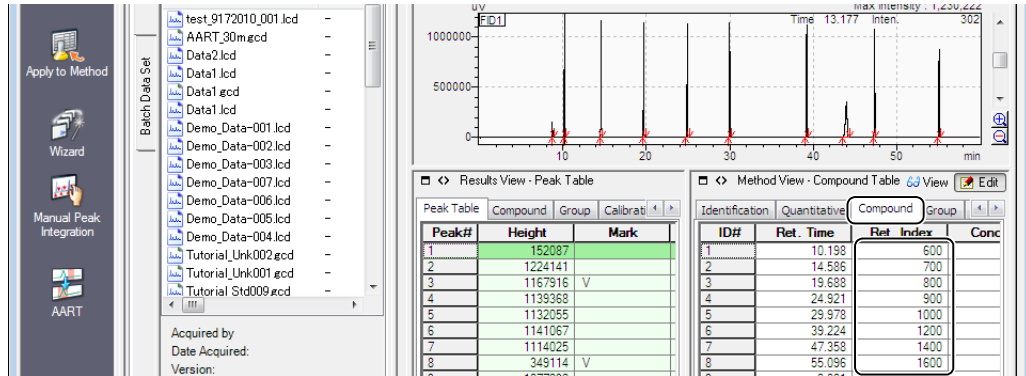 Apply to Method
Wizard
Manual Peak
Integration
AART
Batch Data Set
test_9172010_001.lcd -
AART_30m.gcd -
Data2.lcd -
Data1.lcd -
Data1.gcd -
Data1.lcd -
Demo_Data-001.lcd -
Demo_Data-002.lcd -
Demo_Data-003.lcd -
Demo_Data-007.lcd -
Demo_Data-006.lcd -
Demo_Data-005.lcd -
Demo_Data-004.lcd -
Tutorial_Unk002.gcd -
Tutorial_Unk001.gcd -
Tutorial Std009.gcd -
Acquired by
Date Acquired:
Version:
uV Max Intensity : 1,230,222
FID1 Time 13.177 Inten. 302
1000000
500000
0
10 20 30 40 50 min
Results View - Peak Table
Peak Table Compound Group Calibrati
Peak# Height Mark
1 152087
2 1224141
3 1167916 V
4 1139368
5 1132055
6 1141067
7 1114025
8 349114 V
Method View - Compound Table View Edit
Identification Quantitative Compound Group
ID# Ret. Time Ret. Index Conc
1 10.198 600
2 14.586 700
3 19.688 800
4 24.921 900
5 29.978 1000
6 39.224 1200
7 47.358 1400
8 55.096 1600